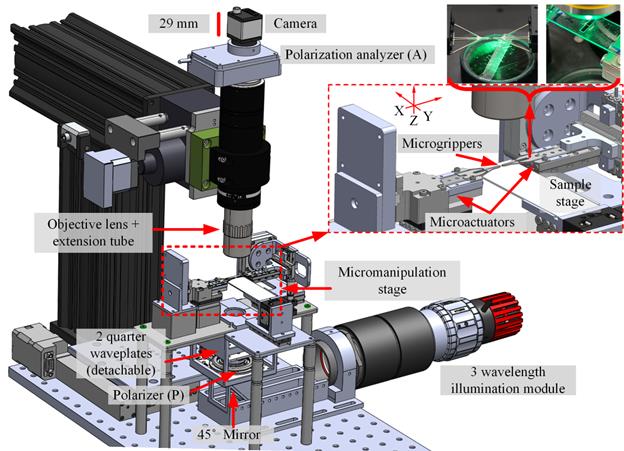 29 mm
Camera
Polarization analyzer (A)
X
Z
Y
Microgrippers
Sample
stage
Microactuators
Objective lens +
extension tube
Micromanipulation
stage
2 quarter
waveplates
(detachable)
Polarizer (P)
45° Mirror
3 wavelength
illumination module